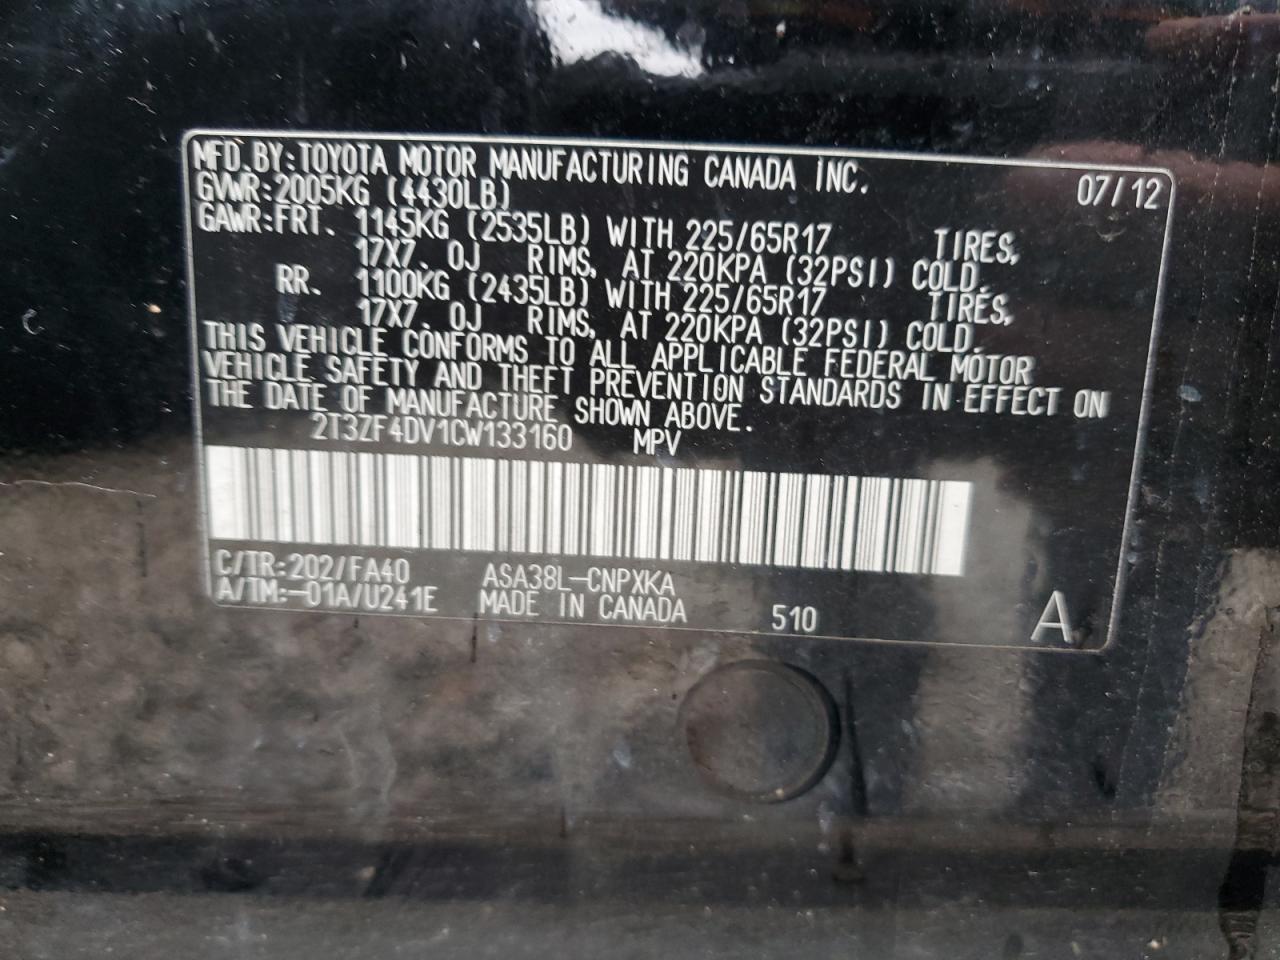 MFD.BY:TOYOTA MOTOR MANUFACTURING CANADA INC. 07/12
GVWR:2005KG (4430LB)
GAWR:FRT. 1145KG (2535LB) WITH 225/65R17 TIRES,
17X7.0J RIMS, AT 220KPA (32PSI) COLD.
RR. 1100KG (2435LB) WITH 225/65R17 TIRES,
17X7.0J RIMS, AT 220KPA (32PSI) COLD.
THIS VEHICLE CONFORMS TO ALL APPLICABLE FEDERAL MOTOR
VEHICLE SAFETY AND THEFT PREVENTION STANDARDS IN EFFECT ON
THE DATE OF MANUFACTURE SHOWN ABOVE.
2T3ZF4DV1CW133160 MPV
C/TR:202/FA40 ASA38L-CNPXKA
A/TM:-01A/U241E MADE IN CANADA 510 A